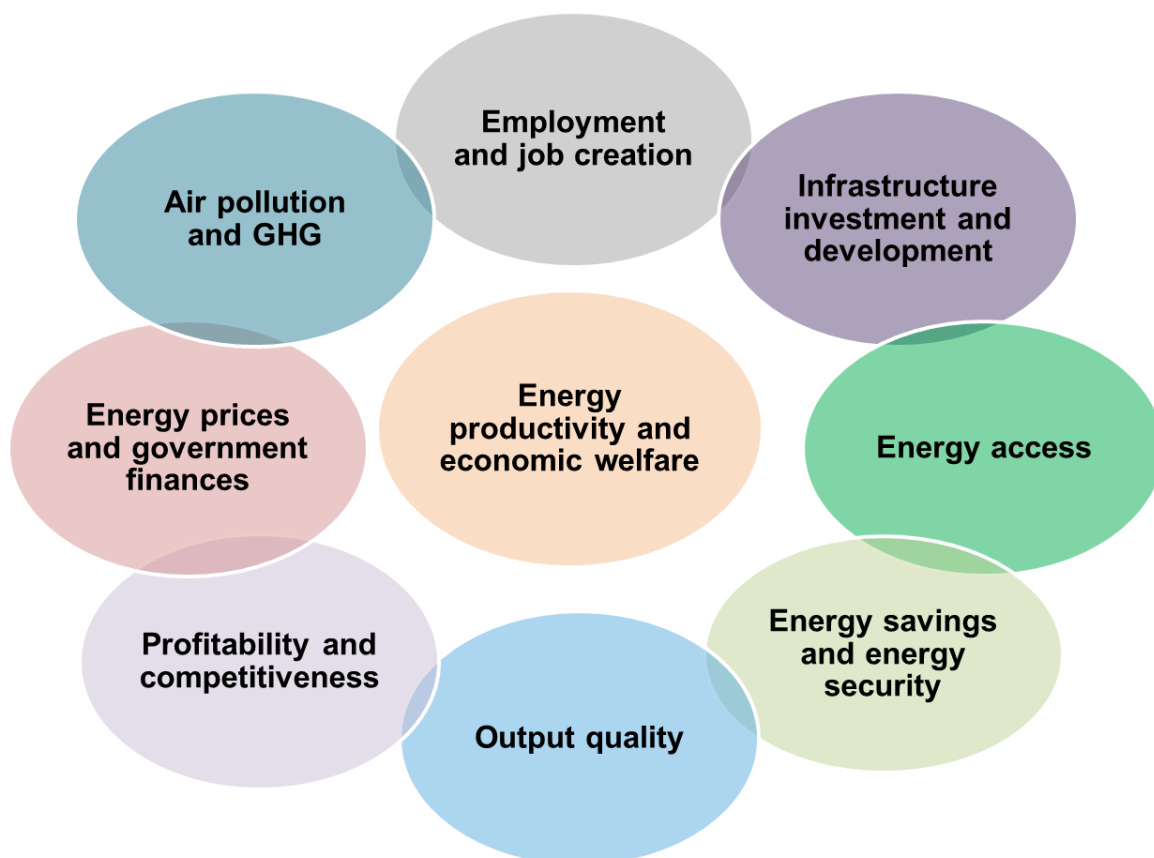 Employment
and job creation
Infrastructure
investment and
development
Air pollution
and GHG
Energy prices
and government
finances
Energy
productivity and
economic welfare
Energy access
Profitability and
competitiveness
Energy savings
and energy
security
Output quality